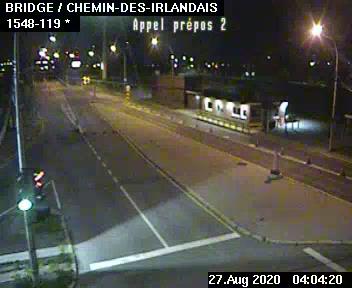 BRIDGE / CHEMIN-DES-IRLANDAIS
1548-119 *
Appel prépos 2
27.Aug 2020 04:04:20